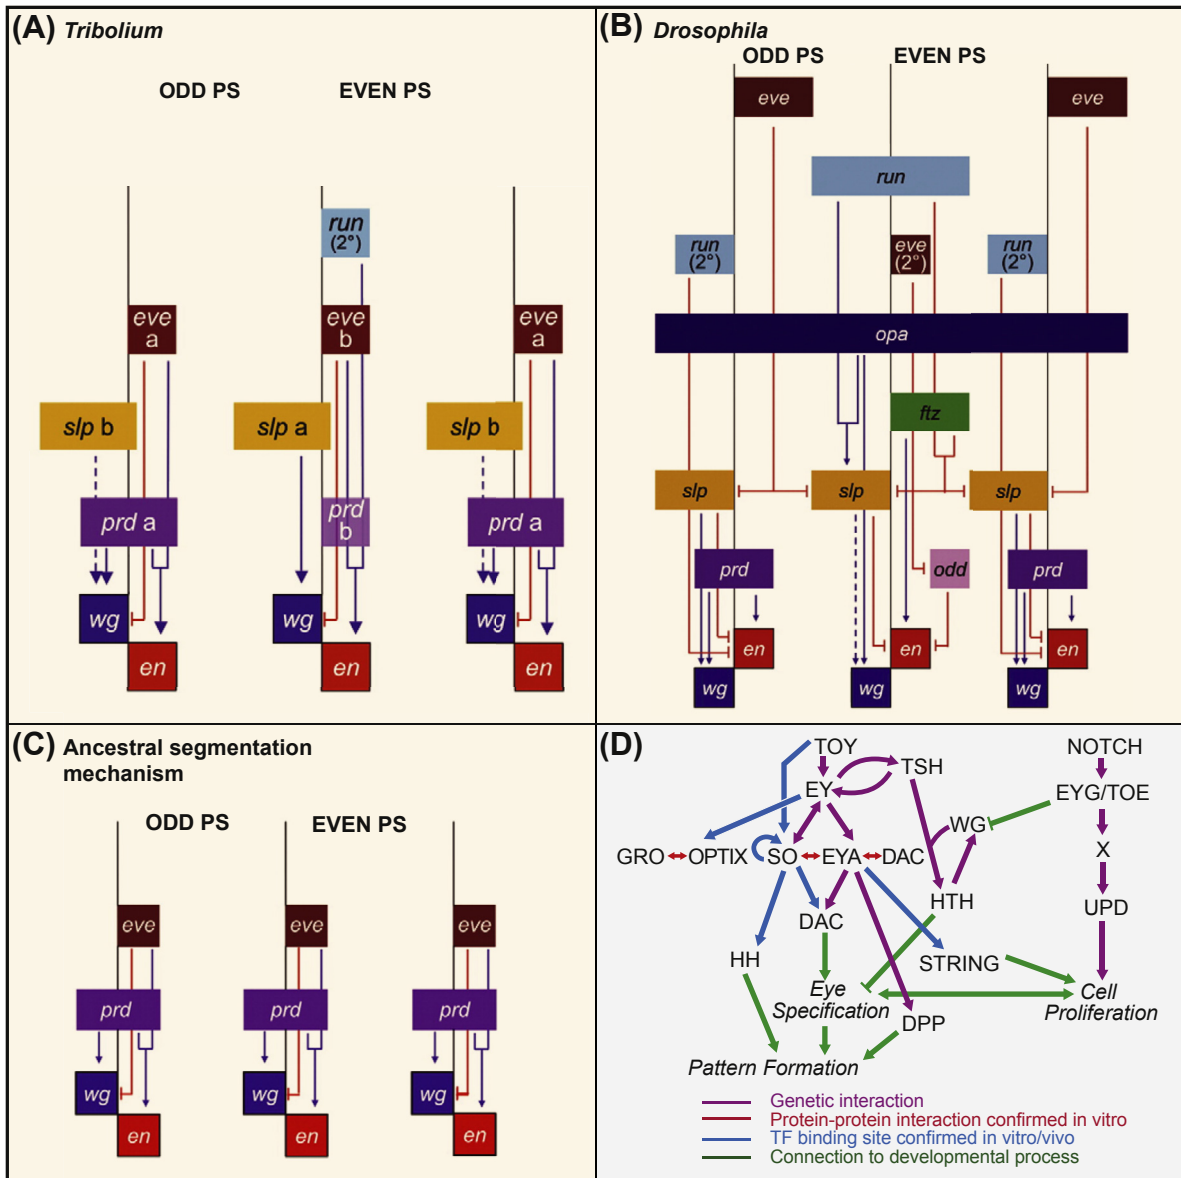 (A) Tribolium
ODD PS EVEN PS
run
(2°)
eve
a
eve
b
eve
a
slp b
slp a
slp b
prd a
prd
b
prd a
wg
wg
wg
en
en
en
(B) Drosophila
ODD PS EVEN PS
eve
eve
run
run
(2°)
eve
(2°)
run
(2°)
opa
ftz
slp
slp
slp
prd
odd
prd
en
en
en
wg
wg
wg
(C) Ancestral segmentation
mechanism
ODD PS EVEN PS
eve
eve
eve
prd
prd
prd
wg
wg
wg
en
en
en
(D)
TOY
NOTCH
TSH
EY
EYG/TOE
WG
GRO OPTIX SO EYA DAC
X
HTH
UPD
DAC
HH
STRING
Eye
Specification
Cell
Proliferation
DPP
Pattern Formation
Genetic interaction
Protein-protein interaction confirmed in vitro
TF binding site confirmed in vitro/vivo
Connection to developmental process